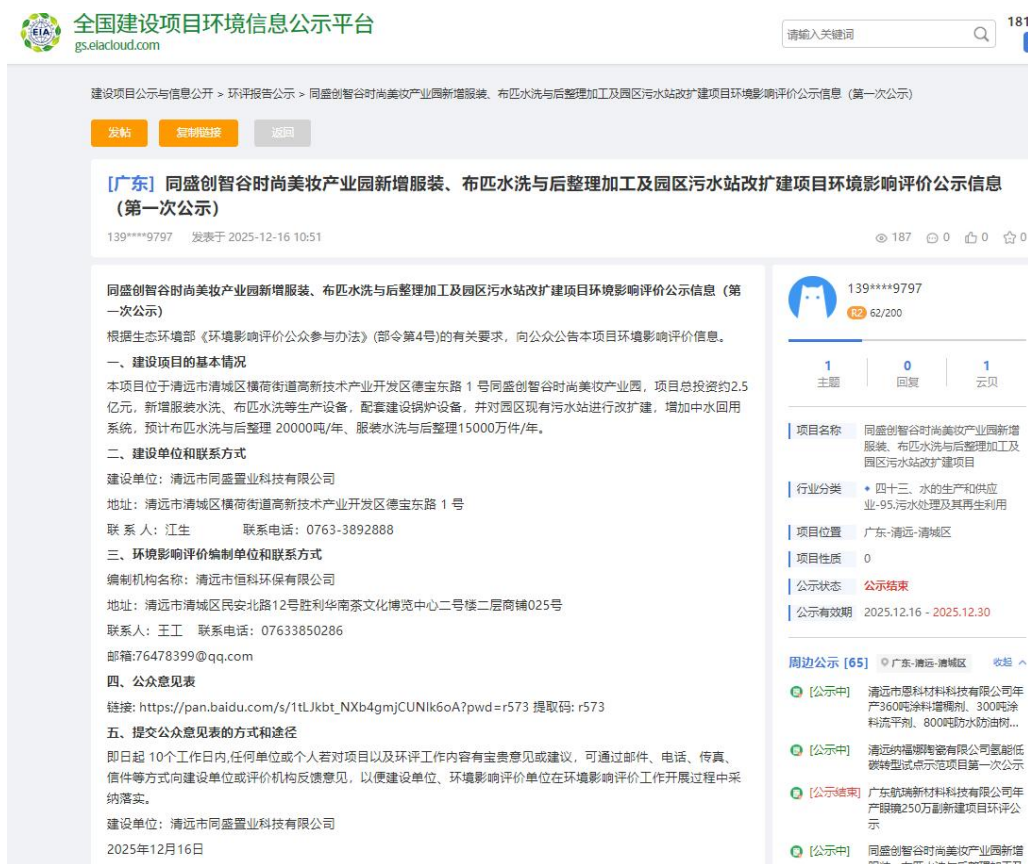 EIA
全国建设项目环境信息公示平台
gs.eiacloud.com
请输入关键词
181
建设项目公示与信息公开 > 环评报告公示 > 同盛创智谷时尚美妆产业园新增服装、布匹水洗与后整理加工及园区污水站改扩建项目环境影响评价公示信息（第一次公示）
发帖 复制链接 返回
[广东] 同盛创智谷时尚美妆产业园新增服装、布匹水洗与后整理加工及园区污水站改扩建项目环境影响评价公示信息
（第一次公示）
139****9797 发表于 2025-12-16 10:51
187 0 0 0
同盛创智谷时尚美妆产业园新增服装、布匹水洗与后整理加工及园区污水站改扩建项目环境影响评价公示信息（第
一次公示）
根据生态环境部《环境影响评价公众参与办法》(部令第4号)的有关要求，向公众公告本项目环境影响评价信息。
一、建设项目的基本情况
本项目位于清远市清城区横荷街道高新技术产业开发区德宝东路 1 号同盛创智谷时尚美妆产业园，项目总投资约2.5
亿元，新增服装水洗、布匹水洗等生产设备，配套建设锅炉设备，并对园区现有污水站进行改扩建，增加中水回用
系统，预计布匹水洗与后整理 20000吨/年、服装水洗与后整理15000万件/年。
二、建设单位和联系方式
建设单位：清远市同盛置业科技有限公司
地址：清远市清城区横荷街道高新技术产业开发区德宝东路 1 号
联 系 人：江生 联系电话：0763-3892888
三、环境影响评价编制单位和联系方式
编制机构名称：清远市恒科环保有限公司
地址：清远市清城区民安北路12号胜利华南茶文化博览中心二号楼二层商铺025号
联系人：王工 联系电话：07633850286
邮箱:76478399@qq.com
四、公众意见表
链接: https://pan.baidu.com/s/1tLJkbt_NXb4gmjCUNIk6oA?pwd=r573 提取码: r573
五、提交公众意见表的方式和途径
即日起 10个工作日内,任何单位或个人若对项目以及环评工作内容有宝贵意见或建议，可通过邮件、电话、传真、
信件等方式向建设单位或评价机构反馈意见，以便建设单位、环境影响评价单位在环境影响评价工作开展过程中采
纳落实。
建设单位：清远市同盛置业科技有限公司
2025年12月16日
139****9797
R2 62/200
1 0 1
主题 回复 云贝
项目名称 同盛创智谷时尚美妆产业园新增
服装、布匹水洗与后整理加工及
园区污水站改扩建项目
行业分类 四十三、水的生产和供应
业-95.污水处理及其再生利用
项目位置 广东-清远-清城区
项目性质 0
公示状态 公示结束
公示有效期 2025.12.16 - 2025.12.30
周边公示 [65] 广东-清远-清城区 收起
[公示中] 清远市恩科材料科技有限公司年
产360吨涂料增稠剂、300吨涂
料流平剂、800吨防水防油树...
[公示中] 清远纳福娜陶瓷有限公司氢能低
碳转型试点示范项目第一次公示
[公示结束] 广东航瑞新材料科技有限公司年
产眼镜250万副新建项目环评公
示
[公示中] 同盛创智谷时尚美妆产业园新增